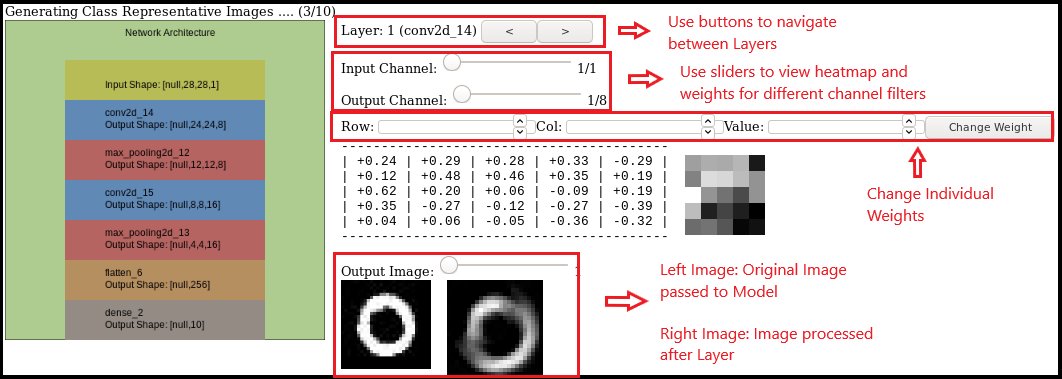 Generating Class Representative Images .... (3/10)
Network Architecture
Input Shape: [null,28,28,1]
conv2d_14
Output Shape: [null,24,24,8]
max_pooling2d_12
Output Shape: [null,12,12,8]
conv2d_15
Output Shape: [null,8,8,16]
max_pooling2d_13
Output Shape: [null,4,4,16]
flatten_6
Output Shape: [null,256]
dense_2
Output Shape: [null,10]
Layer: 1 (conv2d_14) < >
Input Channel: 1/1
Output Channel: 1/8
Row: Col: Value: Change Weight
-----------------------------------------
| +0.24 | +0.29 | +0.28 | +0.33 | -0.29 |
| +0.12 | +0.48 | +0.46 | +0.35 | +0.19 |
| +0.62 | +0.20 | +0.06 | -0.09 | +0.19 |
| +0.35 | -0.27 | -0.12 | -0.27 | -0.39 |
| +0.04 | +0.06 | -0.05 | -0.36 | -0.32 |
-----------------------------------------
Output Image:
Use buttons to navigate
between Layers
Use sliders to view heatmap and
weights for different channel filters
Change Individual
Weights
Left Image: Original Image
passed to Model
Right Image: Image processed
after Layer